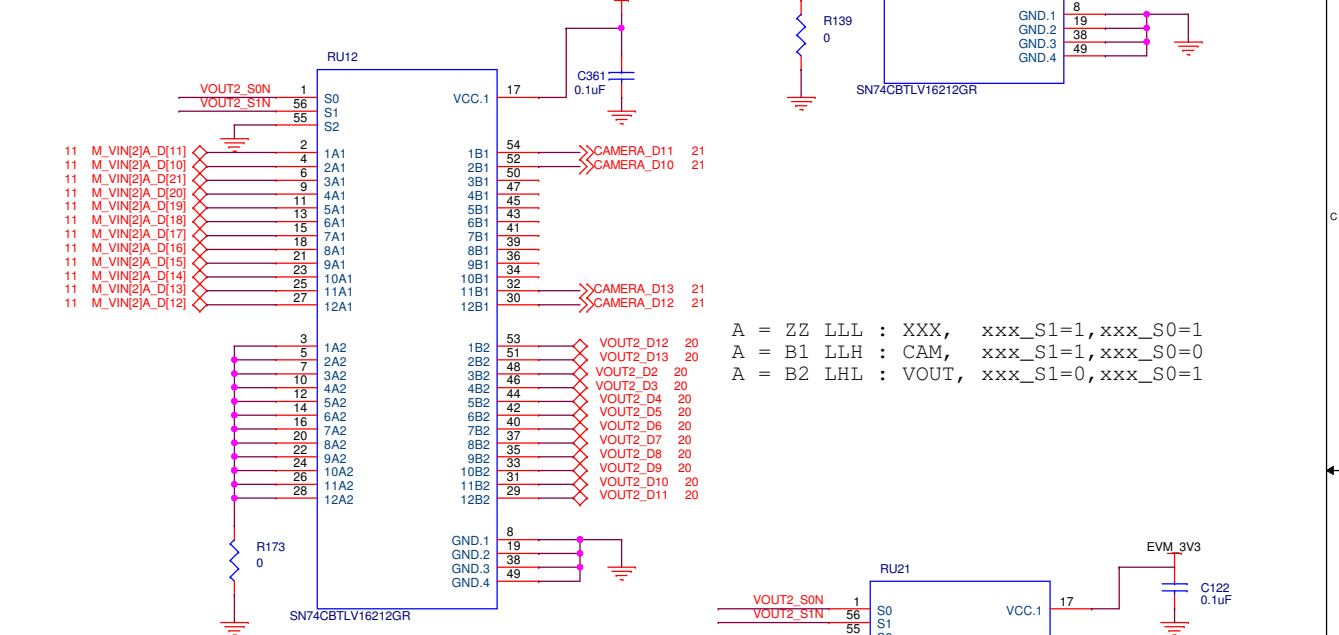 R139
0
GND.1 8
GND.2 19
GND.3 38
GND.4 49
SN74CBTLV16212GR
RU12
C361
0.1uF
VOUT2_S0N 1 S0 VCC.1 17
VOUT2_S1N 56 S1
55 S2
11 M_VIN[2]A_D[11] 2 1A1 1B1 54 CAMERA_D11 21
11 M_VIN[2]A_D[10] 4 2A1 2B1 52 CAMERA_D10 21
11 M_VIN[2]A_D[21] 6 3A1 3B1 50
11 M_VIN[2]A_D[20] 9 4A1 4B1 47
11 M_VIN[2]A_D[19] 11 5A1 5B1 45
11 M_VIN[2]A_D[18] 13 6A1 6B1 43
11 M_VIN[2]A_D[17] 15 7A1 7B1 41
11 M_VIN[2]A_D[16] 18 8A1 8B1 39
11 M_VIN[2]A_D[15] 21 9A1 9B1 36
11 M_VIN[2]A_D[14] 23 10A1 10B1 34
11 M_VIN[2]A_D[13] 25 11A1 11B1 32 CAMERA_D13 21
11 M_VIN[2]A_D[12] 27 12A1 12B1 30 CAMERA_D12 21
C
A = ZZ LLL : XXX, xxx_S1=1,xxx_S0=1
A = B1 LLH : CAM, xxx_S1=1,xxx_S0=0
A = B2 LHL : VOUT, xxx_S1=0,xxx_S0=1
3 1A2 1B2 53 VOUT2_D12 20
5 2A2 2B2 51 VOUT2_D13 20
7 3A2 3B2 48 VOUT2_D2 20
10 4A2 4B2 46 VOUT2_D3 20
12 5A2 5B2 44 VOUT2_D4 20
14 6A2 6B2 42 VOUT2_D5 20
16 7A2 7B2 40 VOUT2_D6 20
20 8A2 8B2 37 VOUT2_D7 20
22 9A2 9B2 35 VOUT2_D8 20
24 10A2 10B2 33 VOUT2_D9 20
26 11A2 11B2 31 VOUT2_D10 20
28 12A2 12B2 29 VOUT2_D11 20
R173
0
GND.1 8
GND.2 19
GND.3 38
GND.4 49
SN74CBTLV16212GR
EVM_3V3
RU21
C122
0.1uF
VOUT2_S0N 1 S0 VCC.1 17
VOUT2_S1N 56 S1
55